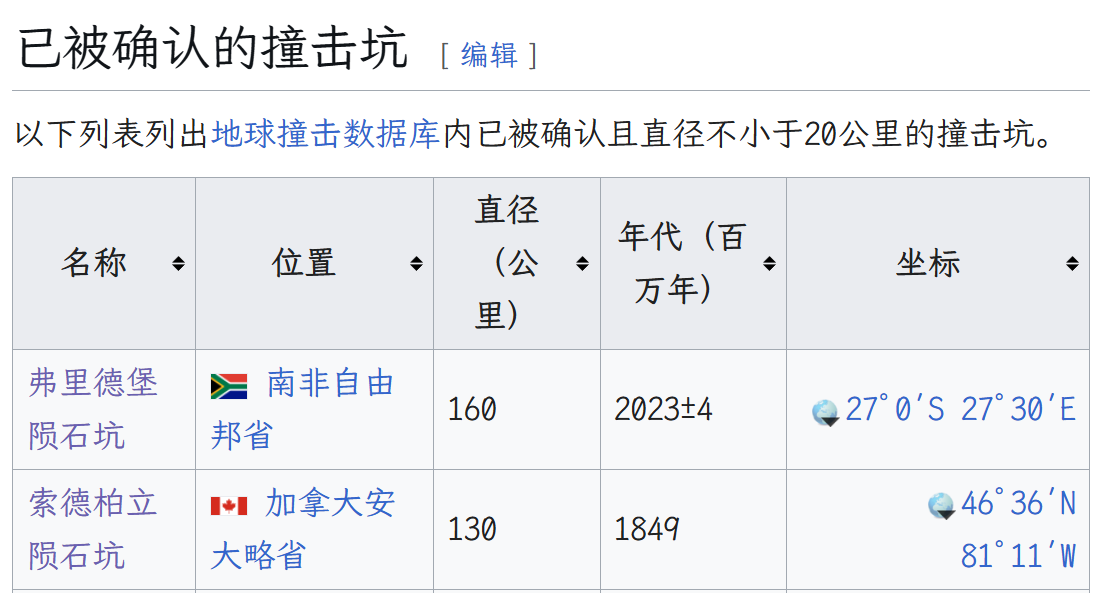 已被确认的撞击坑 [ 编辑 ]
以下列表列出地球撞击数据库内已被确认且直径不小于20公里的撞击坑。
名称
位置
直径
（公
里）
年代（百
万年）
坐标
弗里德堡
陨石坑
南非自由
邦省
160
2023±4
27°0′S 27°30′E
索德柏立
陨石坑
加拿大安
大略省
130
1849
46°36′N
81°11′W